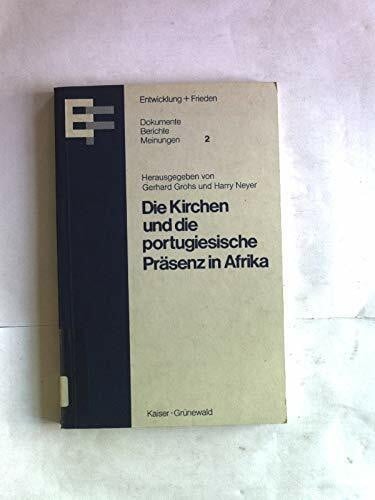 EF
Entwicklung + Frieden
Dokumente
Berichte
Meinungen 2
Herausgegeben von
Gerhard Grohs und Harry Neyer
Die Kirchen
und die
portugiesische
Präsenz in Afrika
Kaiser · Grünewald